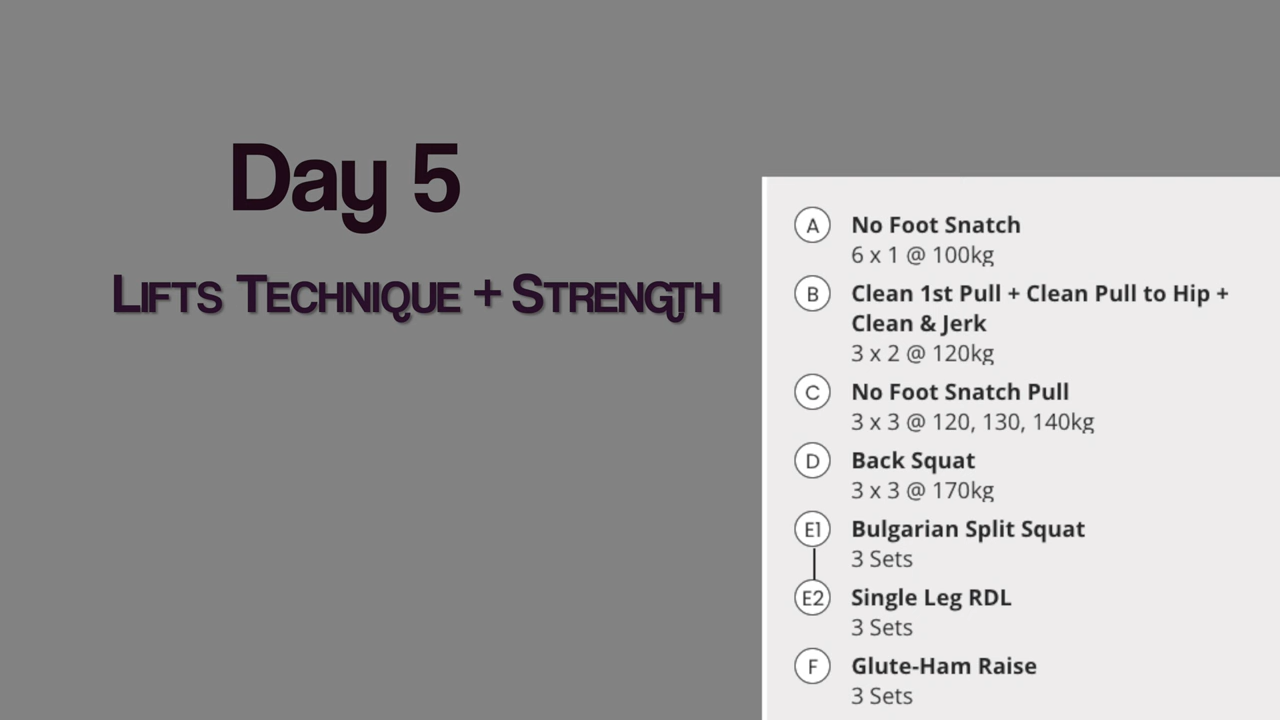 Day 5
Lifts Technique + Strength
A No Foot Snatch
6 x 1 @ 100kg
B Clean 1st Pull + Clean Pull to Hip +
Clean & Jerk
3 x 2 @ 120kg
C No Foot Snatch Pull
3 x 3 @ 120, 130, 140kg
D Back Squat
3 x 3 @ 170kg
E1 Bulgarian Split Squat
3 Sets
E2 Single Leg RDL
3 Sets
F Glute-Ham Raise
3 Sets